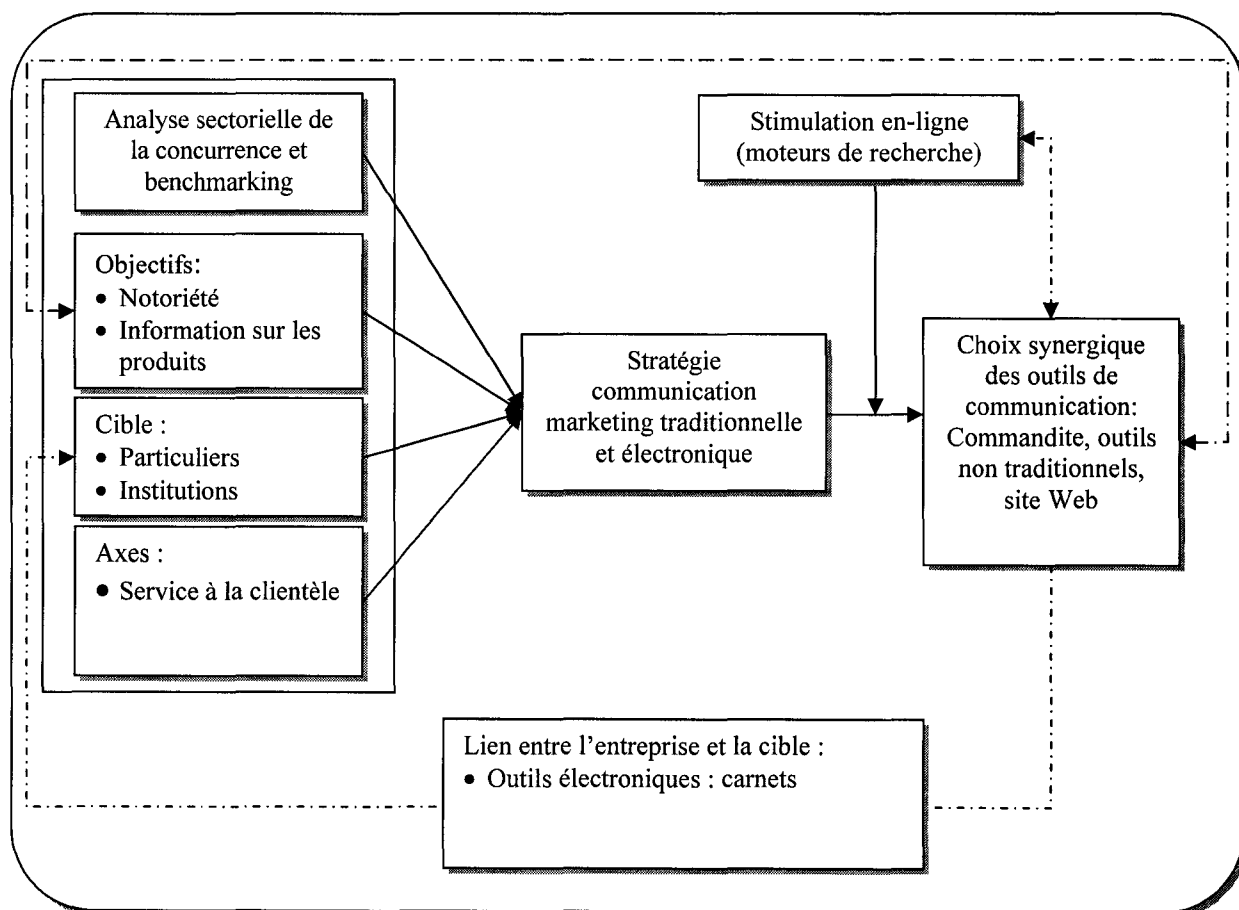 Analyse sectorielle de
la concurrence et
benchmarking
Objectifs:
• Notoriété
• Information sur les
produits
Cible :
• Particuliers
• Institutions
Axes :
• Service à la clientèle
Stratégie
communication
marketing traditionnelle
et électronique
Stimulation en-ligne
(moteurs de recherche)
Choix synergique
des outils de
communication:
Commandite, outils
non traditionnels,
site Web
Lien entre l'entreprise et la cible :
• Outils électroniques : carnets